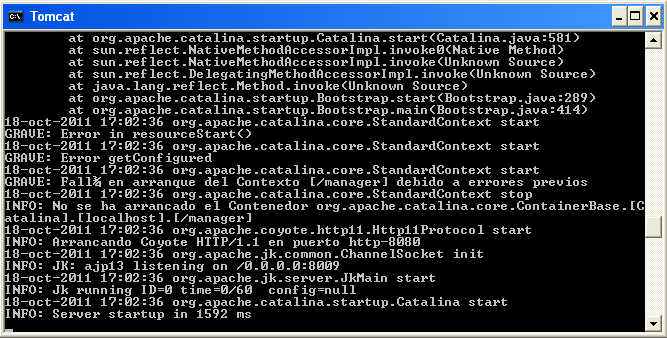 Tomcat
at org.apache.catalina.startup.Catalina.start(Catalina.java:581)
at sun.reflect.NativeMethodAccessorImpl.invoke0(Native Method)
at sun.reflect.NativeMethodAccessorImpl.invoke(Unknown Source)
at sun.reflect.DelegatingMethodAccessorImpl.invoke(Unknown Source)
at java.lang.reflect.Method.invoke(Unknown Source)
at org.apache.catalina.startup.Bootstrap.start(Bootstrap.java:289)
at org.apache.catalina.startup.Bootstrap.main(Bootstrap.java:414)
18-oct-2011 17:02:36 org.apache.catalina.core.StandardContext start
GRAVE: Error in resourceStart()
18-oct-2011 17:02:36 org.apache.catalina.core.StandardContext start
GRAVE: Error getConfigured
18-oct-2011 17:02:36 org.apache.catalina.core.StandardContext start
GRAVE: Fall¾ en arranque del Contexto [/manager] debido a errores previos
18-oct-2011 17:02:36 org.apache.catalina.core.StandardContext stop
INFO: No se ha arrancado el Contenedor org.apache.catalina.core.ContainerBase.[C
atalina].[localhost].[/manager]
18-oct-2011 17:02:36 org.apache.coyote.http11.Http11Protocol start
INFO: Arrancando Coyote HTTP/1.1 en puerto http-8080
18-oct-2011 17:02:36 org.apache.jk.common.ChannelSocket init
INFO: JK: ajp13 listening on /0.0.0.0:8009
18-oct-2011 17:02:36 org.apache.jk.server.JkMain start
INFO: Jk running ID=0 time=0/60  config=null
18-oct-2011 17:02:36 org.apache.catalina.startup.Catalina start
INFO: Server startup in 1592 ms